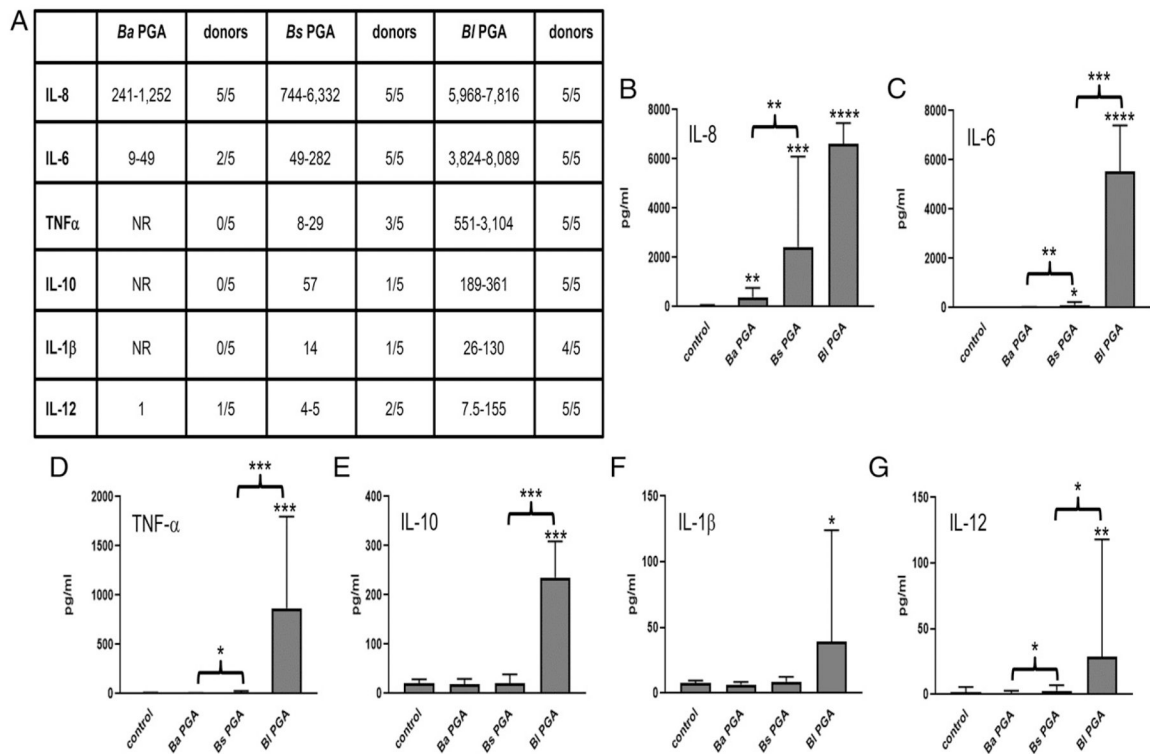 A
Ba PGA donors Bs PGA donors Bl PGA donors
IL-8 241-1,252 5/5 744-6,332 5/5 5,968-7,816 5/5
IL-6 9-49 2/5 49-282 5/5 3,824-8,089 5/5
TNFα NR 0/5 8-29 3/5 551-3,104 5/5
IL-10 NR 0/5 57 1/5 189-361 5/5
IL-1β NR 0/5 14 1/5 26-130 4/5
IL-12 1 1/5 4-5 2/5 7.5-155 5/5
B
IL-8
pg/ml
8000
6000
4000
2000
0
**
**
***
****
control Ba PGA Bs PGA Bl PGA
C
IL-6
pg/ml
8000
6000
4000
2000
0
**
*
***
****
control Ba PGA Bs PGA Bl PGA
D
TNF-α
pg/ml
2000
1500
1000
500
0
*
***
***
control Ba PGA Bs PGA Bl PGA
E
IL-10
pg/ml
400
300
200
100
0
***
***
control Ba PGA Bs PGA Bl PGA
F
IL-1β
pg/ml
150
100
50
0
*
control Ba PGA Bs PGA Bl PGA
G
IL-12
pg/ml
150
100
50
0
*
*
**
control Ba PGA Bs PGA Bl PGA